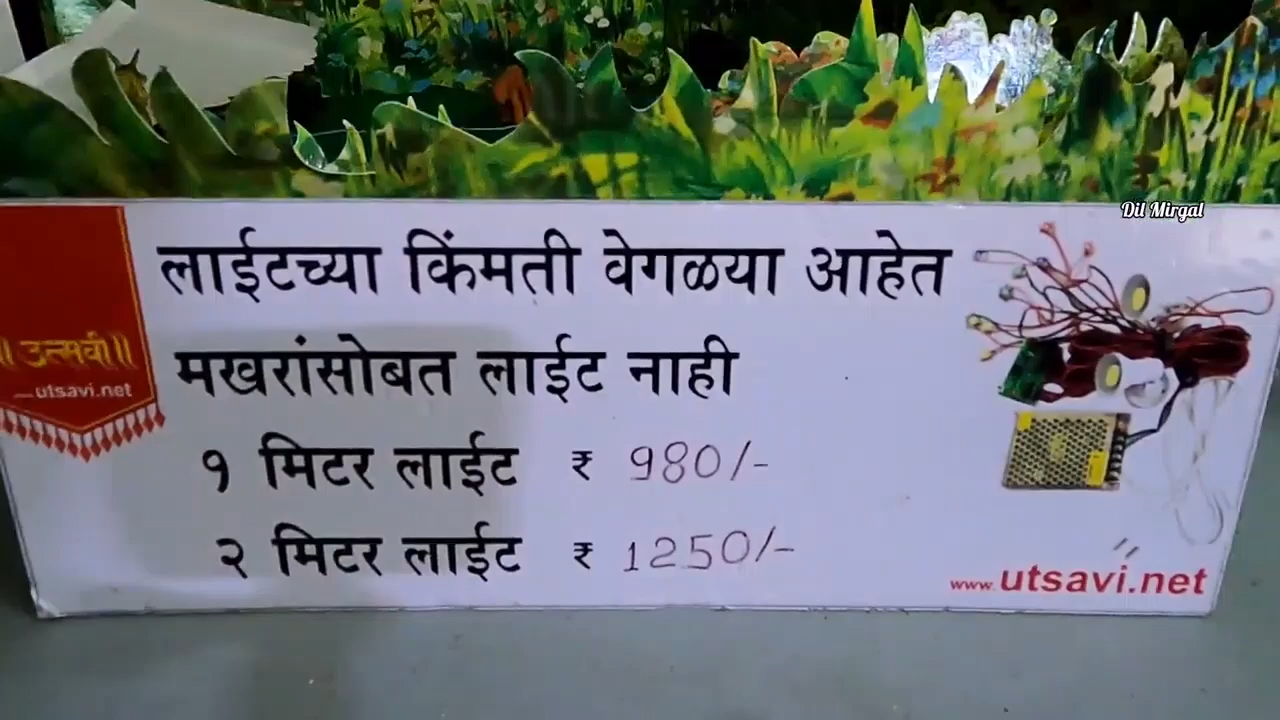 Dil Mirgal
लाईटच्या किंमती वेगळया आहेत
मखरांसोबत लाईट नाही
१ मिटर लाईट ₹ 980/-
२ मिटर लाईट ₹ 1250/-
॥ उत्सवी ॥
—utsavi.net
www.utsavi.net